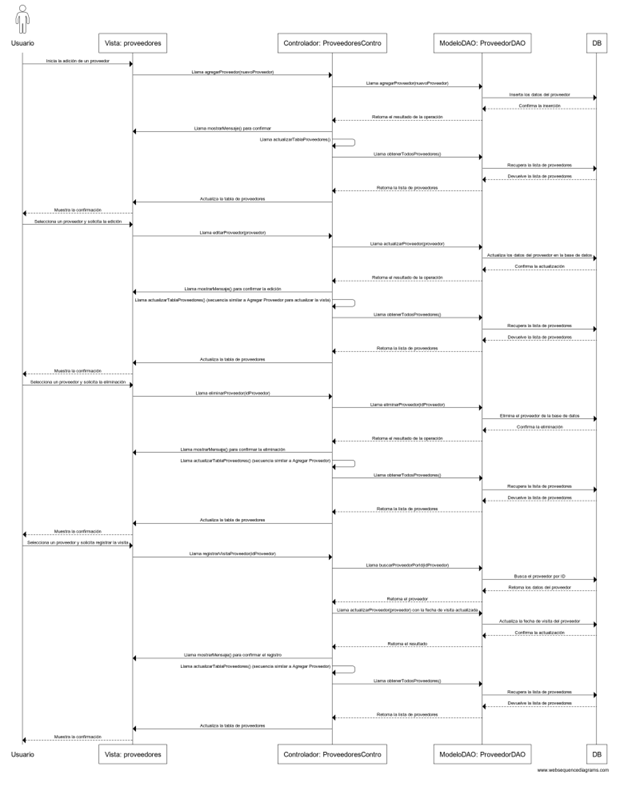 Usuario
Vista: proveedores
Controlador: ProveedoresContro
ModeloDAO: ProveedorDAO
DB
Inicia la adición de un proveedor
Llama agregarProveedor(nuevoProveedor)
Llama agregarProveedor(nuevoProveedor)
Inserta los datos del proveedor
Confirma la inserción
Retorna el resultado de la operación
Llama mostrarMensaje() para confirmar
Llama actualizarTablaProveedores()
Llama obtenerTodosProveedores()
Recupera la lista de proveedores
Devuelve la lista de proveedores
Retorna la lista de proveedores
Actualiza la tabla de proveedores
Muestra la confirmación
Selecciona un proveedor y solicita la edición
Llama editarProveedor(proveedor)
Llama actualizarProveedor(proveedor)
Actualiza los datos del proveedor en la base de datos
Confirma la actualización
Retorna el resultado de la operación
Llama mostrarMensaje() para confirmar la edición
Llama actualizarTablaProveedores() (secuencia similar a Agregar Proveedor para actualizar la vista)
Llama obtenerTodosProveedores()
Recupera la lista de proveedores
Devuelve la lista de proveedores
Retorna la lista de proveedores
Actualiza la tabla de proveedores
Muestra la confirmación
Selecciona un proveedor y solicita la eliminación
Llama eliminarProveedor(idProveedor)
Llama eliminarProveedor(idProveedor)
Elimina el proveedor de la base de datos
Confirma la eliminación
Retorna el resultado de la operación
Llama mostrarMensaje() para confirmar la eliminación
Llama actualizarTablaProveedores() (secuencia similar a Agregar Proveedor)
Llama obtenerTodosProveedores()
Recupera la lista de proveedores
Devuelve la lista de proveedores
Retorna la lista de proveedores
Actualiza la tabla de proveedores
Muestra la confirmación
Selecciona un proveedor y solicita registrar la visita
Llama registrarVisitaProveedor(idProveedor)
Llama buscarProveedorPorId(idProveedor)
Busca el proveedor por ID
Retorna los datos del proveedor
Retorna el proveedor
Llama actualizarProveedor(proveedor) con la fecha de visita actualizada
Actualiza la fecha de visita del proveedor
Confirma la actualización
Retorna el resultado
Llama mostrarMensaje() para confirmar el registro
Llama actualizarTablaProveedores() (secuencia similar a Agregar Proveedor)
Llama obtenerTodosProveedores()
Recupera la lista de proveedores
Devuelve la lista de proveedores
Retorna la lista de proveedores
Actualiza la tabla de proveedores
Muestra la confirmación
Usuario
Vista: proveedores
Controlador: ProveedoresContro
ModeloDAO: ProveedorDAO
DB
www.websequencediagrams.com